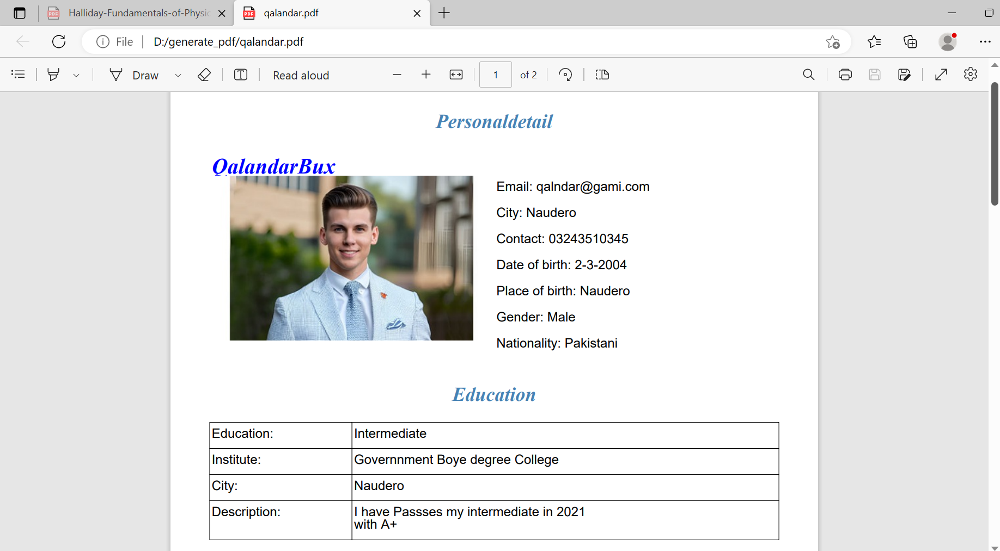 Halliday-Fundamentals-of-Physic
qalandar.pdf
File
D:/generate_pdf/qalandar.pdf
Draw
Read aloud
1
of 2
Personaldetail
QalandarBux
Email: qalndar@gami.com
City: Naudero
Contact: 03243510345
Date of birth: 2-3-2004
Place of birth: Naudero
Gender: Male
Nationality: Pakistani
Education
Education: Intermediate
Institute: Governnment Boye degree College
City: Naudero
Description: I have Passses my intermediate in 2021
with A+